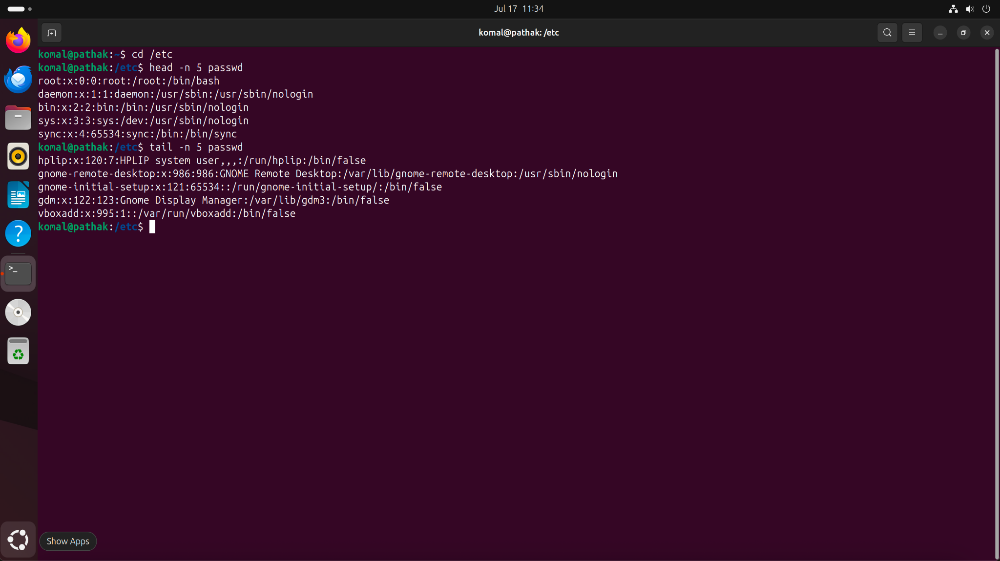 Jul 17 11:34
komal@pathak: /etc
komal@pathak:~$ cd /etc
komal@pathak:/etc$ head -n 5 passwd
root:x:0:0:root:/root:/bin/bash
daemon:x:1:1:daemon:/usr/sbin:/usr/sbin/nologin
bin:x:2:2:bin:/bin:/usr/sbin/nologin
sys:x:3:3:sys:/dev:/usr/sbin/nologin
sync:x:4:65534:sync:/bin:/bin/sync
komal@pathak:/etc$ tail -n 5 passwd
hplip:x:120:7:HPLIP system user,,,:/run/hplip:/bin/false
gnome-remote-desktop:x:986:986:GNOME Remote Desktop:/var/lib/gnome-remote-desktop:/usr/sbin/nologin
gnome-initial-setup:x:121:65534::/run/gnome-initial-setup/:/bin/false
gdm:x:122:123:Gnome Display Manager:/var/lib/gdm3:/bin/false
vboxadd:x:995:1::/var/run/vboxadd:/bin/false
komal@pathak:/etc$
Show Apps